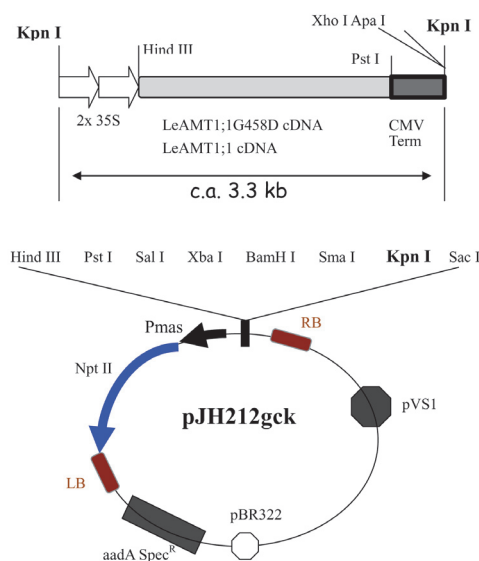 Xho I Apa I
Kpn I Kpn I
Hind III
Pst I
2x 35S
LeAMT1;1G458D cDNA
LeAMT1;1 cDNA
CMV
Term
c.a. 3.3 kb
Hind III Pst I Sal I Xba I BamH I Sma I Kpn I Sac I
Pmas
RB
Npt II
pVS1
pJH212gck
LB
pBR322
aadA Spec^R